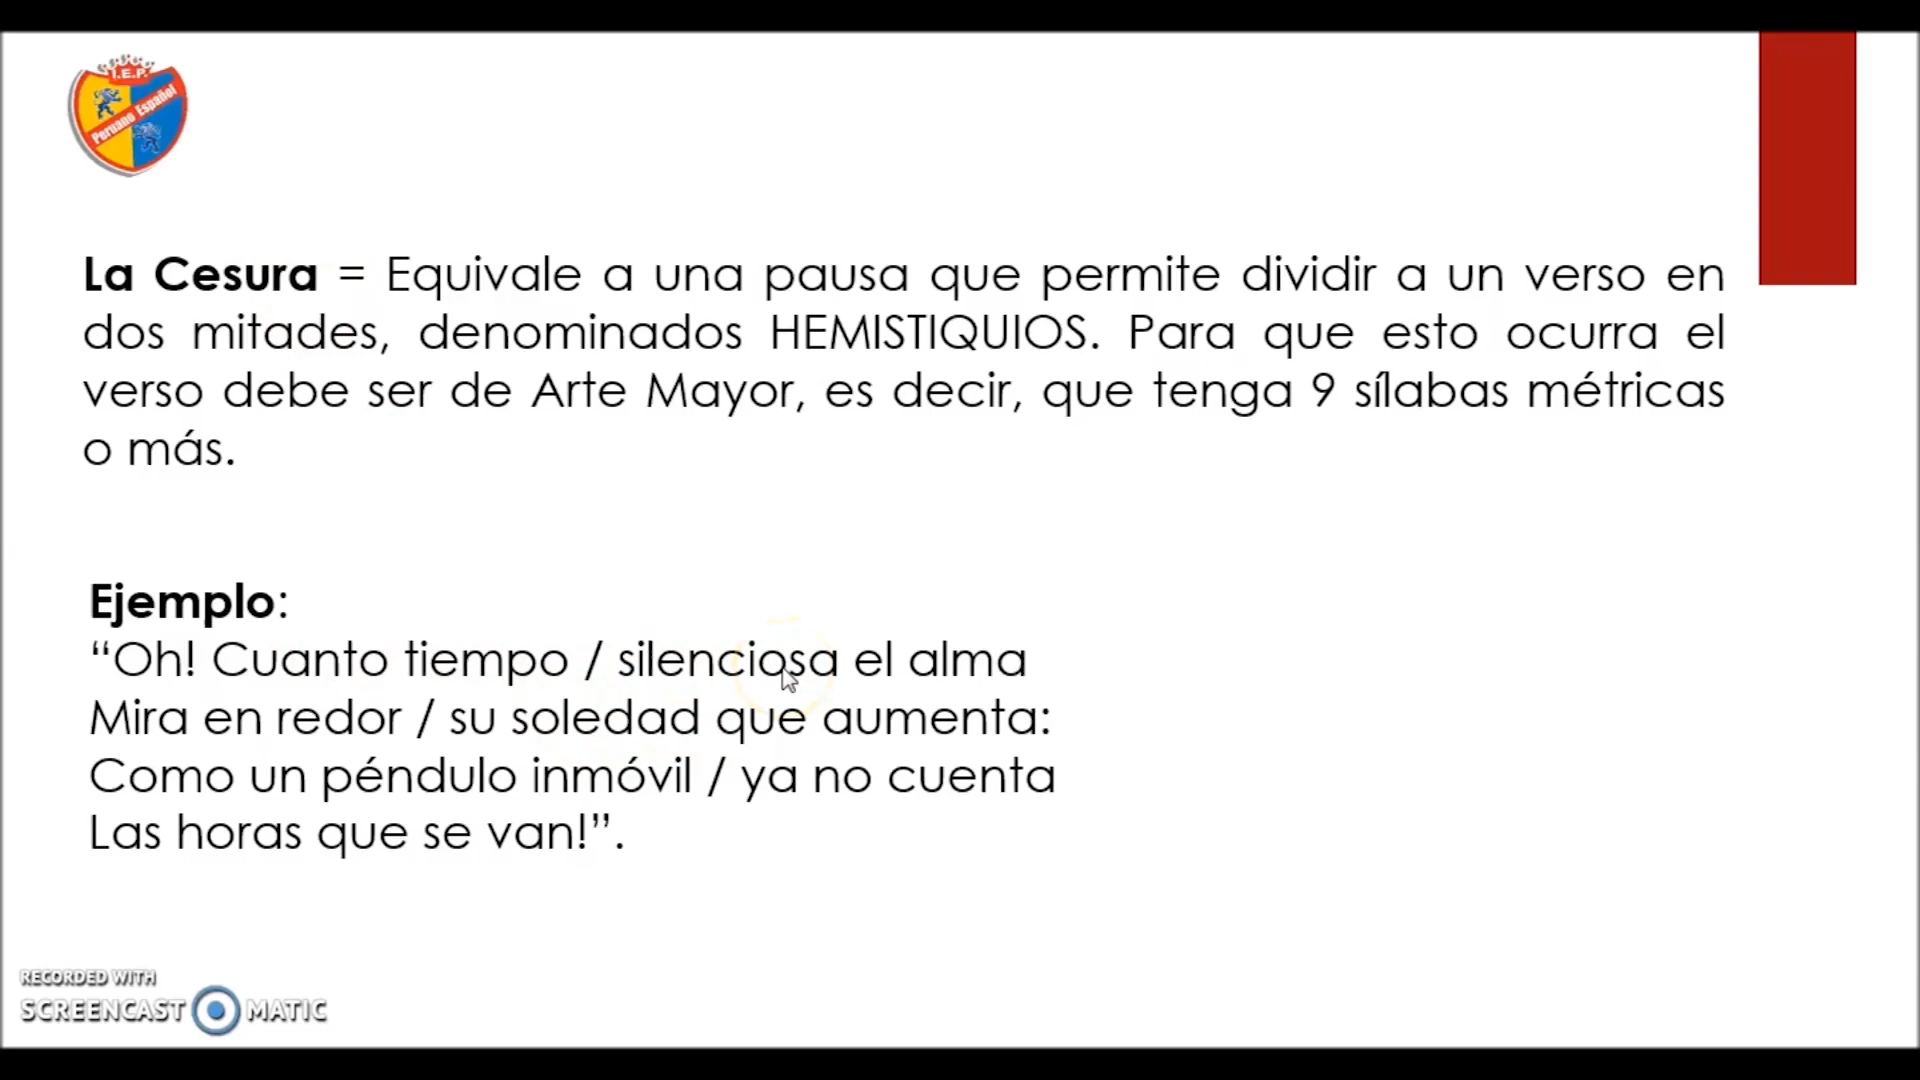 I.E.P.
Peruano Español
La Cesura = Equivale a una pausa que permite dividir a un verso en
dos mitades, denominados HEMISTIQUIOS. Para que esto ocurra el
verso debe ser de Arte Mayor, es decir, que tenga 9 sílabas métricas
o más.
Ejemplo:
“Oh! Cuanto tiempo / silenciosa el alma
Mira en redor / su soledad que aumenta:
Como un péndulo inmóvil / ya no cuenta
Las horas que se van!”.
RECORDED WITH
SCREENCAST MATIC